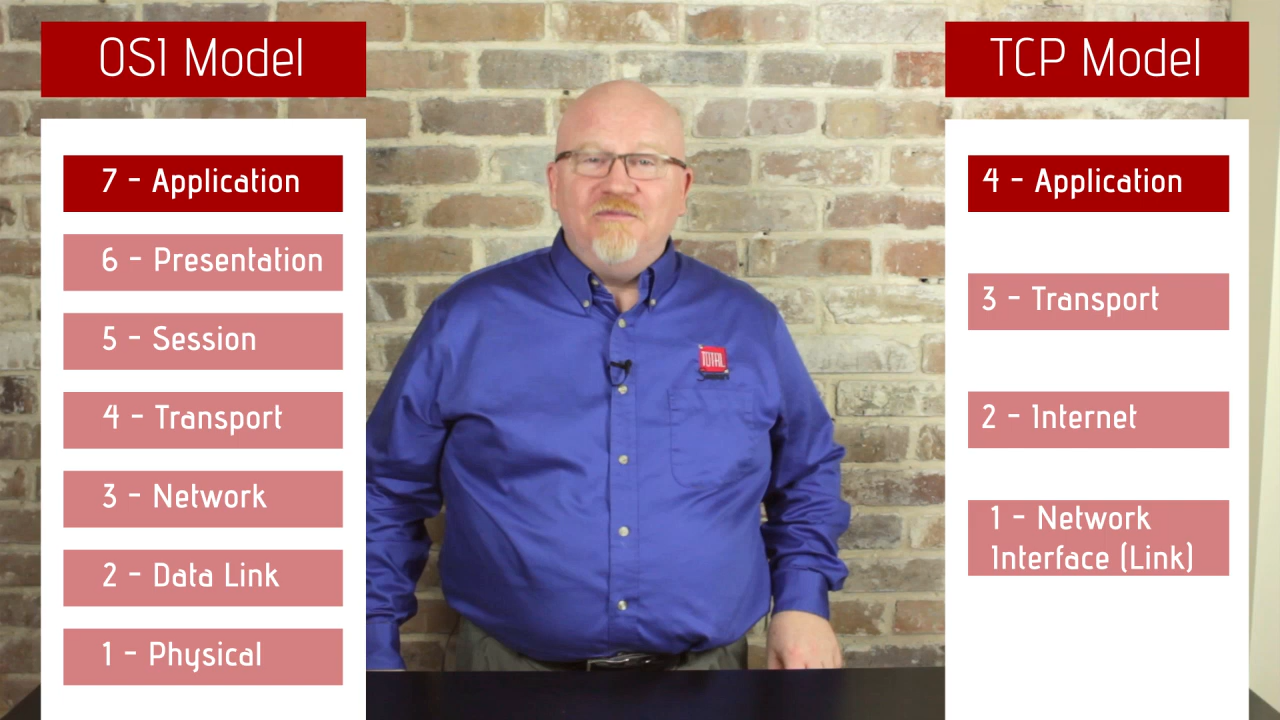 OSI Model
7 - Application
6 - Presentation
5 - Session
4 - Transport
3 - Network
2 - Data Link
1 - Physical
TOTAL
TCP Model
4 - Application
3 - Transport
2 - Internet
1 - Network
Interface (Link)